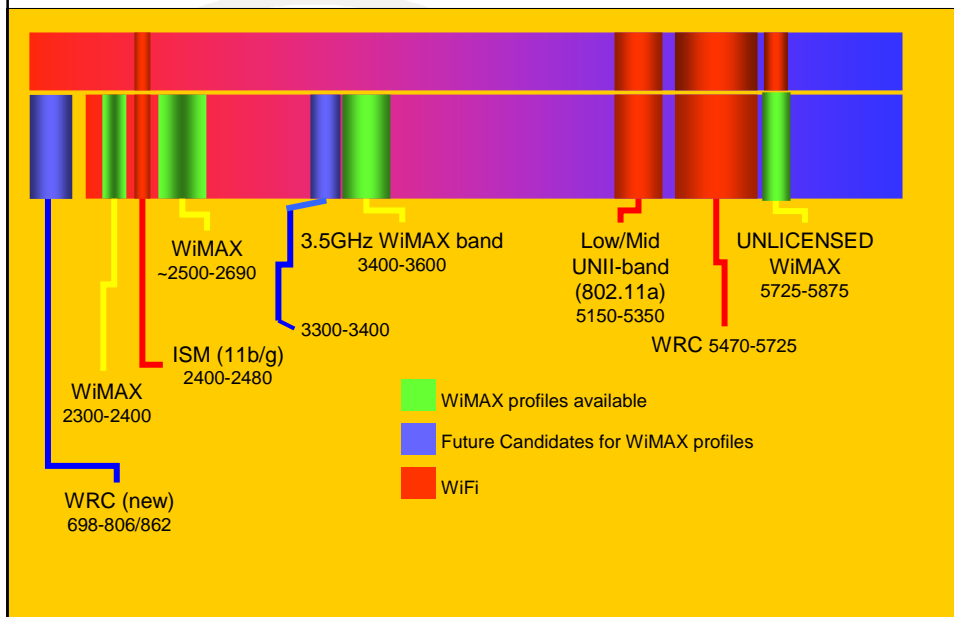 WiMAX
~2500-2690
3.5GHz WiMAX band
3400-3600
Low/Mid
UNII-band
(802.11a)
5150-5350
UNLICENSED
WiMAX
5725-5875
3300-3400
WRC 5470-5725
ISM (11b/g)
2400-2480
WiMAX
2300-2400
WiMAX profiles available
Future Candidates for WiMAX profiles
WiFi
WRC (new)
698-806/862